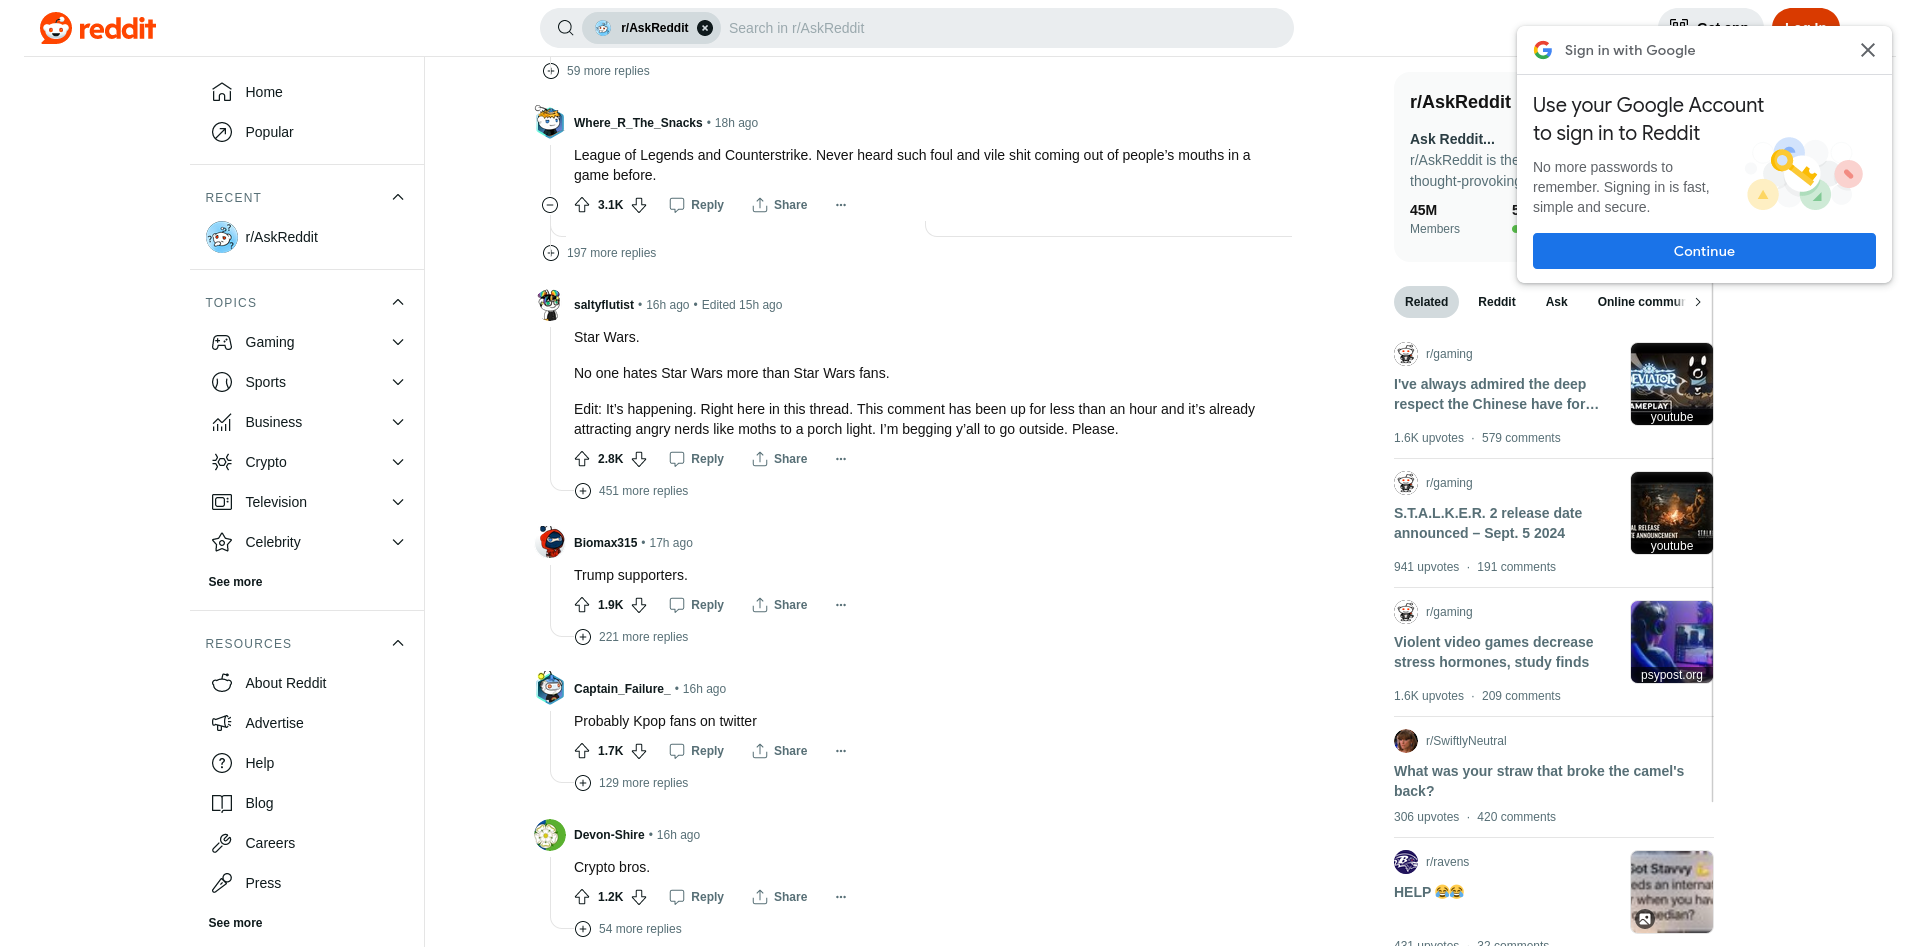 reddit
r/AskReddit
Search in r/AskReddit
Sign in with Google
Use your Google Account
to sign in to Reddit
No more passwords to
remember. Signing in is fast,
simple and secure.
Continue
Home
Popular
RECENT
r/AskReddit
TOPICS
Gaming
Sports
Business
Crypto
Television
Celebrity
See more
RESOURCES
About Reddit
Advertise
Help
Blog
Careers
Press
See more
59 more replies
Where_R_The_Snacks • 18h ago
League of Legends and Counterstrike. Never heard such foul and vile shit coming out of people’s mouths in a
game before.
3.1K Reply Share
197 more replies
saltyflutist • 16h ago • Edited 15h ago
Star Wars.
No one hates Star Wars more than Star Wars fans.
Edit: It’s happening. Right here in this thread. This comment has been up for less than an hour and it’s already
attracting angry nerds like moths to a porch light. I’m begging y’all to go outside. Please.
2.8K Reply Share
451 more replies
Biomax315 • 17h ago
Trump supporters.
1.9K Reply Share
221 more replies
Captain_Failure_ • 16h ago
Probably Kpop fans on twitter
1.7K Reply Share
129 more replies
Devon-Shire • 16h ago
Crypto bros.
1.2K Reply Share
54 more replies
r/AskReddit
Ask Reddit...
r/AskReddit is the
thought-provoking
45M
Members
Related Reddit Ask Online commu
r/gaming
I've always admired the deep
respect the Chinese have for…
youtube
1.6K upvotes · 579 comments
r/gaming
S.T.A.L.K.E.R. 2 release date
announced – Sept. 5 2024
youtube
941 upvotes · 191 comments
r/gaming
Violent video games decrease
stress hormones, study finds
psypost.org
1.6K upvotes · 209 comments
r/SwiftlyNeutral
What was your straw that broke the camel's
back?
306 upvotes · 420 comments
r/ravens
HELP 😂😂
431 upvotes · 32 comments